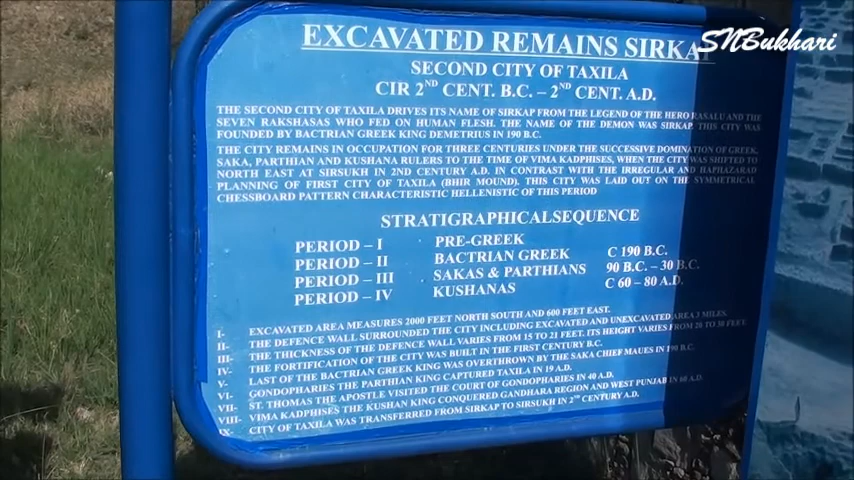 SNBukhari
EXCAVATED REMAINS SIRKAP
SECOND CITY OF TAXILA
CIR 2ND CENT. B.C. – 2ND CENT. A.D.
THE SECOND CITY OF TAXILA DRIVES ITS NAME OF SIRKAP FROM THE LEGEND OF THE HERO RASALU AND THE
SEVEN RAKSHASAS WHO FED ON HUMAN FLESH. THE NAME OF THE DEMON WAS SIRKAP. THIS CITY WAS
FOUNDED BY BACTRIAN GREEK KING DEMETRIUS IN 190 B.C.
THE CITY REMAINS IN OCCUPATION FOR THREE CENTURIES UNDER THE SUCCESSIVE DOMINATION OF GREEK,
SAKA, PARTHIAN AND KUSHANA RULERS TO THE TIMES OF VIMA KADPHISES, WHEN THE CITY WAS SHIFTED TO
NORTH EAST AT SIRSUKH IN 2ND CENTURY A.D. IN CONTRAST WITH THE IRREGULAR AND HAPHAZARAD
PLANNING OF FIRST CITY OF TAXILA (BHIR MOUND). THIS CITY WAS LAID OUT ON THE SYMMETRICAL
CHESSBOARD PATTERN CHARACTERISTIC HELLENISTIC OF THIS PERIOD
STRATIGRAPHICALSEQUENCE
PERIOD – I PRE-GREEK
PERIOD – II BACTRIAN GREEK C 190 B.C.
PERIOD – III SAKAS & PARTHIANS 90 B.C. – 30 B.C.
PERIOD – IV KUSHANAS C 60 – 80 A.D.
I- EXCAVATED AREA MEASURES 2000 FEET NORTH SOUTH AND 600 FEET EAST.
II- THE DEFENCE WALL SURROUNDED THE CITY INCLUDING EXCAVATED AND UNEXCAVATED AREA 3 MILES.
III- THE THICKNESS OF THE DEFENCE WALL VARIES FROM 15 TO 21 FEET. ITS HEIGHT VARIES FROM 20 TO 30 FEET
IV- THE FORTIFICATION OF THE CITY WAS BUILT IN THE FIRST CENTURY B.C.
V- LAST OF THE BACTRIAN GREEK KING WAS OVERTHROWN BY THE SAKA CHIEF MAUES IN 190 B.C.
VI- GONDOPHARIES THE PARTHIAN KING CAPTURED TAXILA IN 19 A.D.
VII- ST. THOMAS THE APOSTLE VISITED THE COURT OF GONDOPHARIES IN 40 A.D.
VIII- VIMA KADPHISES THE KUSHAN KING CONQUERED GANDHARA REGION AND WEST PUNJAB IN 60 A.D.
IX- CITY OF TAXILA WAS TRANSFERRED FROM SIRKAP TO SIRSUKH IN 2ND CENTURY A.D.